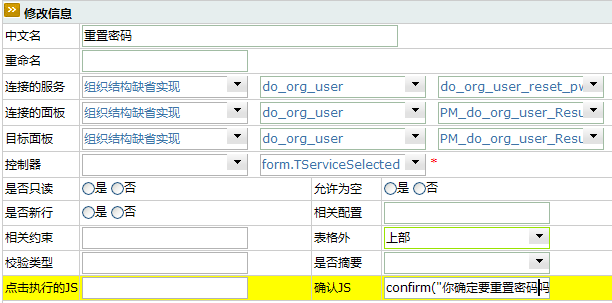 修改信息
中文名 重置密码
重命名
连接的服务 组织结构缺省实现 do_org_user do_org_user_reset_pw
连接的面板 组织结构缺省实现 do_org_user PM_do_org_user_Resu
目标面板 组织结构缺省实现 do_org_user PM_do_org_user_Resu
控制器 form.TServiceSelected *
是否只读 是 否 允许为空 是 否
是否新行 是 否 相关配置
相关约束 表格外 上部
校验类型 是否摘要
点击执行的JS 确认JS confirm("你确定要重置密码吗